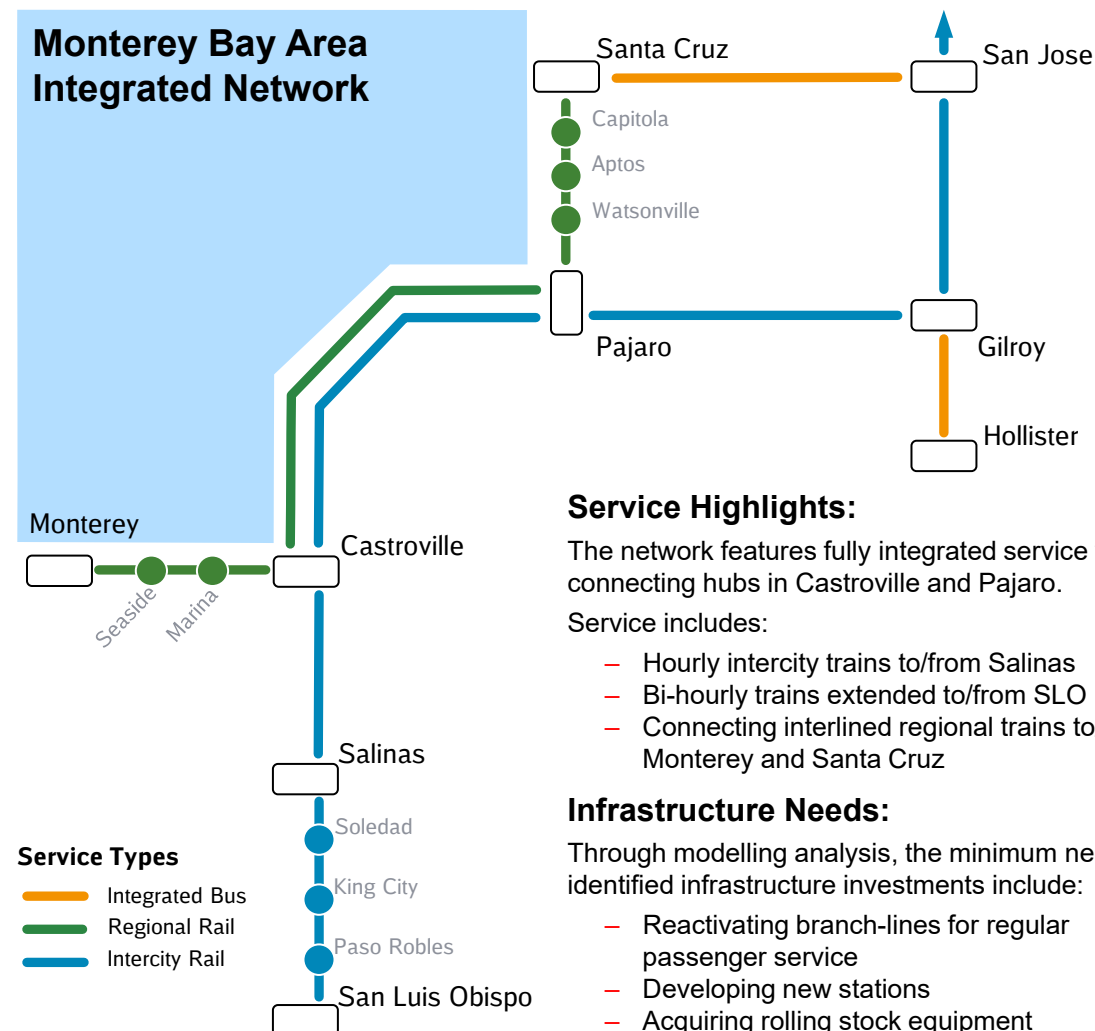 Monterey Bay Area
Integrated Network
Santa Cruz
San Jose
Capitola
Aptos
Watsonville
Pajaro
Gilroy
Hollister
Monterey
Castroville
Seaside
Marina
Salinas
Soledad
King City
Paso Robles
San Luis Obispo
Service Types
Integrated Bus
Regional Rail
Intercity Rail
Service Highlights:
The network features fully integrated service
connecting hubs in Castroville and Pajaro.
Service includes:
– Hourly intercity trains to/from Salinas
– Bi-hourly trains extended to/from SLO
– Connecting interlined regional trains to
Monterey and Santa Cruz
Infrastructure Needs:
Through modelling analysis, the minimum ne
identified infrastructure investments include:
– Reactivating branch-lines for regular
passenger service
– Developing new stations
– Acquiring rolling stock equipment